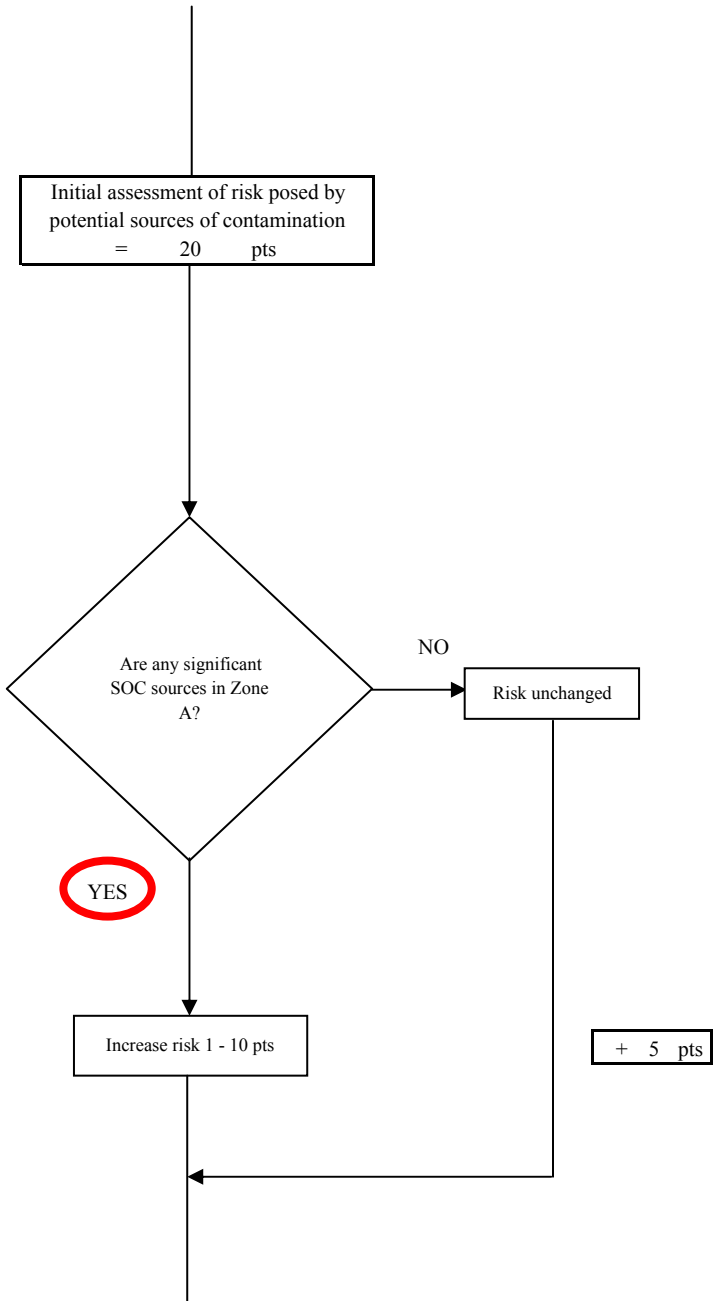 Initial assessment of risk posed by
potential sources of contamination
= 20 pts
Are any significant
SOC sources in Zone
A?
NO
Risk unchanged
YES
Increase risk 1 - 10 pts
+ 5 pts